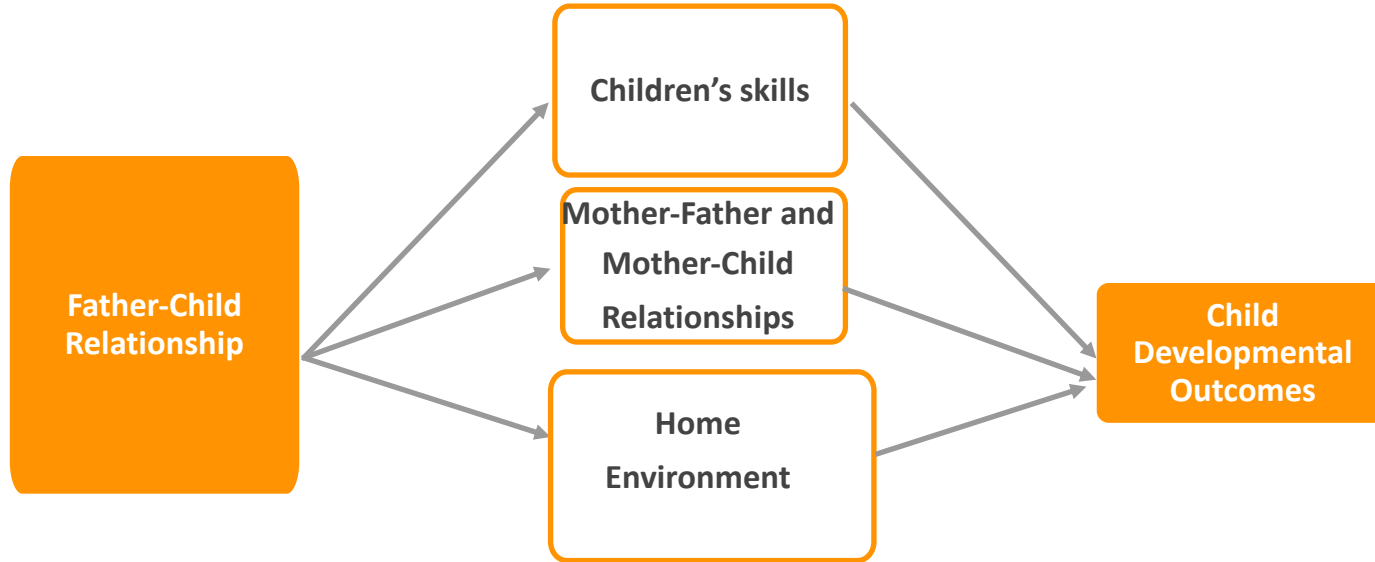 Children’s skills
Mother-Father and
Mother-Child
Relationships
Father-Child
Relationship
Child
Developmental
Outcomes
Home
Environment